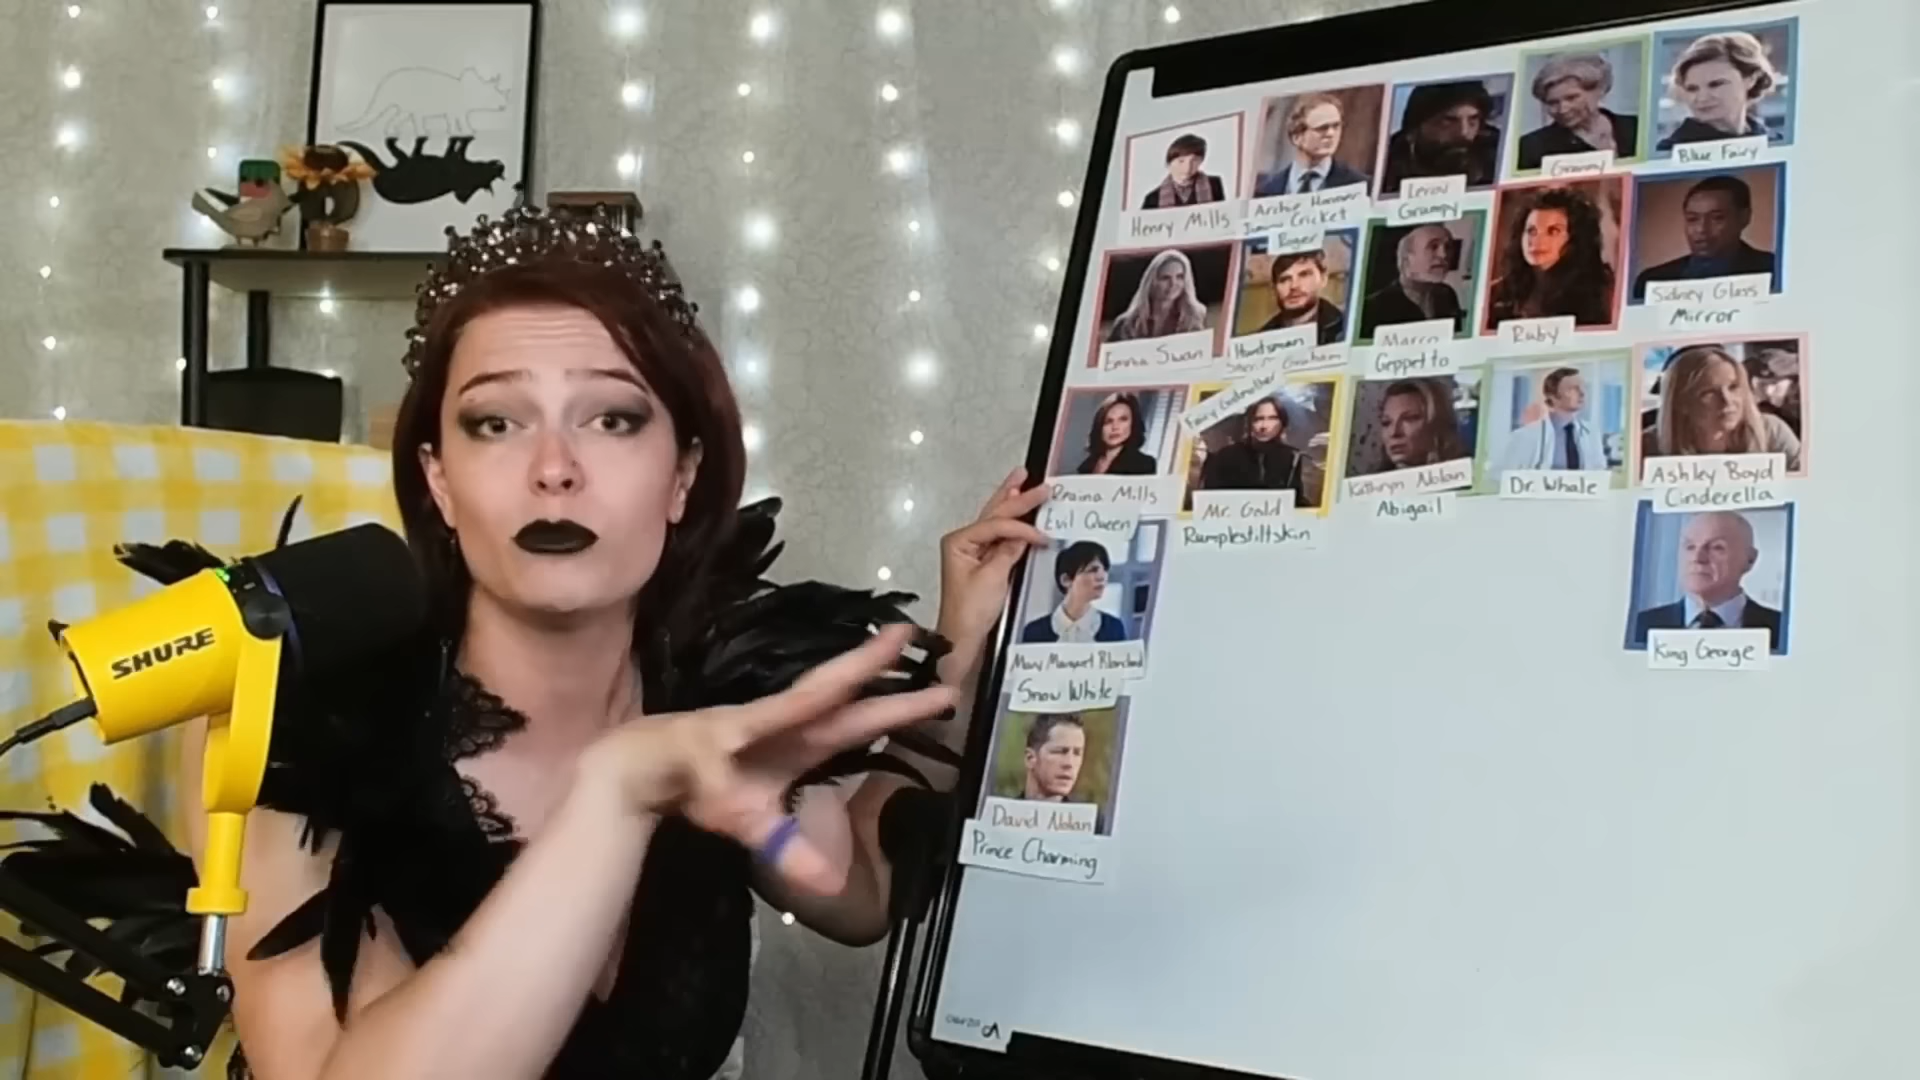 SHURE
Henry Mills
Archie Hopper
Jiminy Cricket
Leroy
Grumpy
Granny
Blue Fairy
Emma Swan
Huntsman
Sheriff Graham
Marco
Geppetto
Ruby
Sidney Glass
Mirror
Regina Mills
Evil Queen
Fairy Godmother
Mr. Gold
Rumplestiltskin
Kathryn Nolan
Abigail
Dr. Whale
Ashley Boyd
Cinderella
Mary Margaret Blanchard
Snow White
King George
David Nolan
Prince Charming